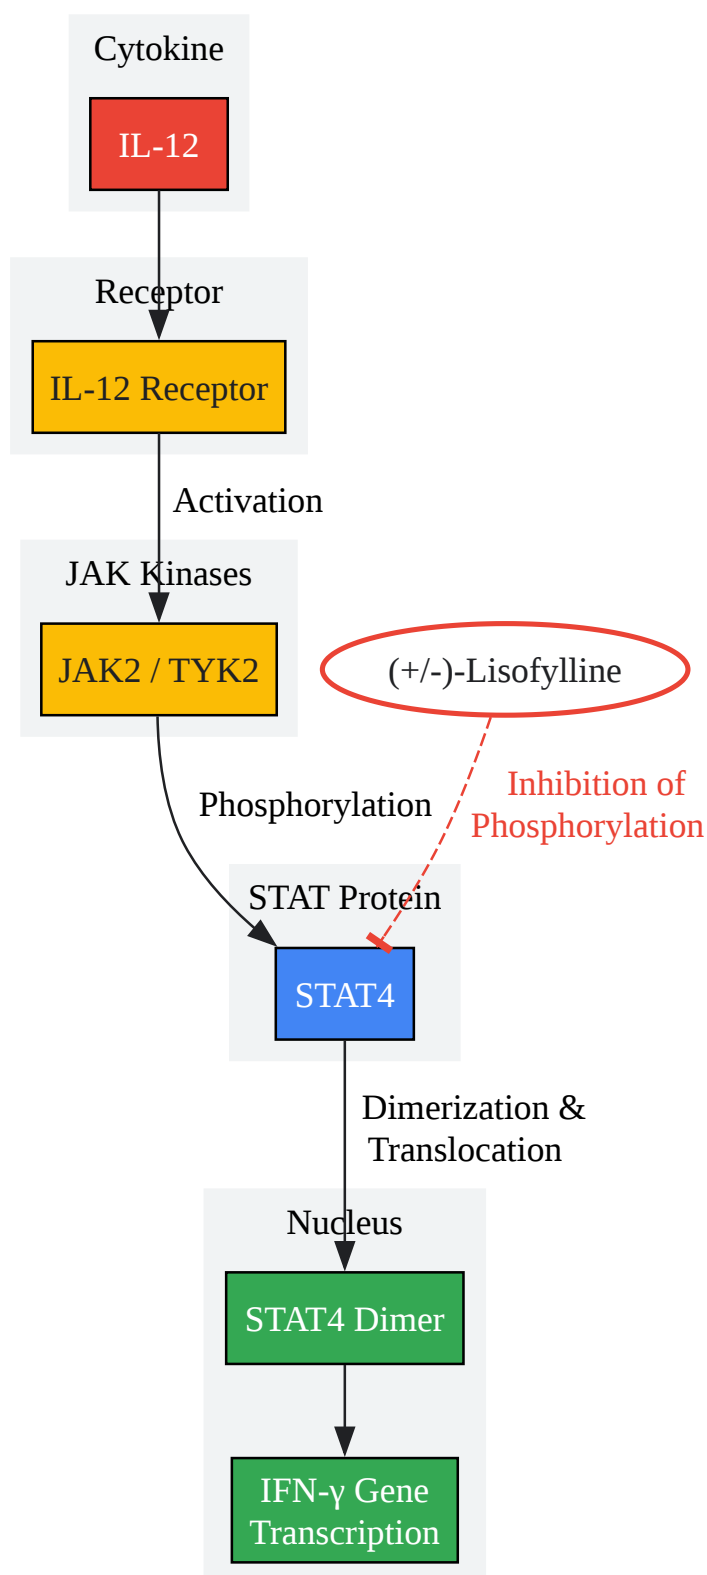 Cytokine
IL-12
Receptor
IL-12 Receptor
Activation
JAK Kinases
JAK2 / TYK2
(+/-)-Lisofylline
Phosphorylation
Inhibition of
Phosphorylation
STAT Protein
STAT4
Dimerization &
Translocation
Nucleus
STAT4 Dimer
IFN-γ Gene
Transcription